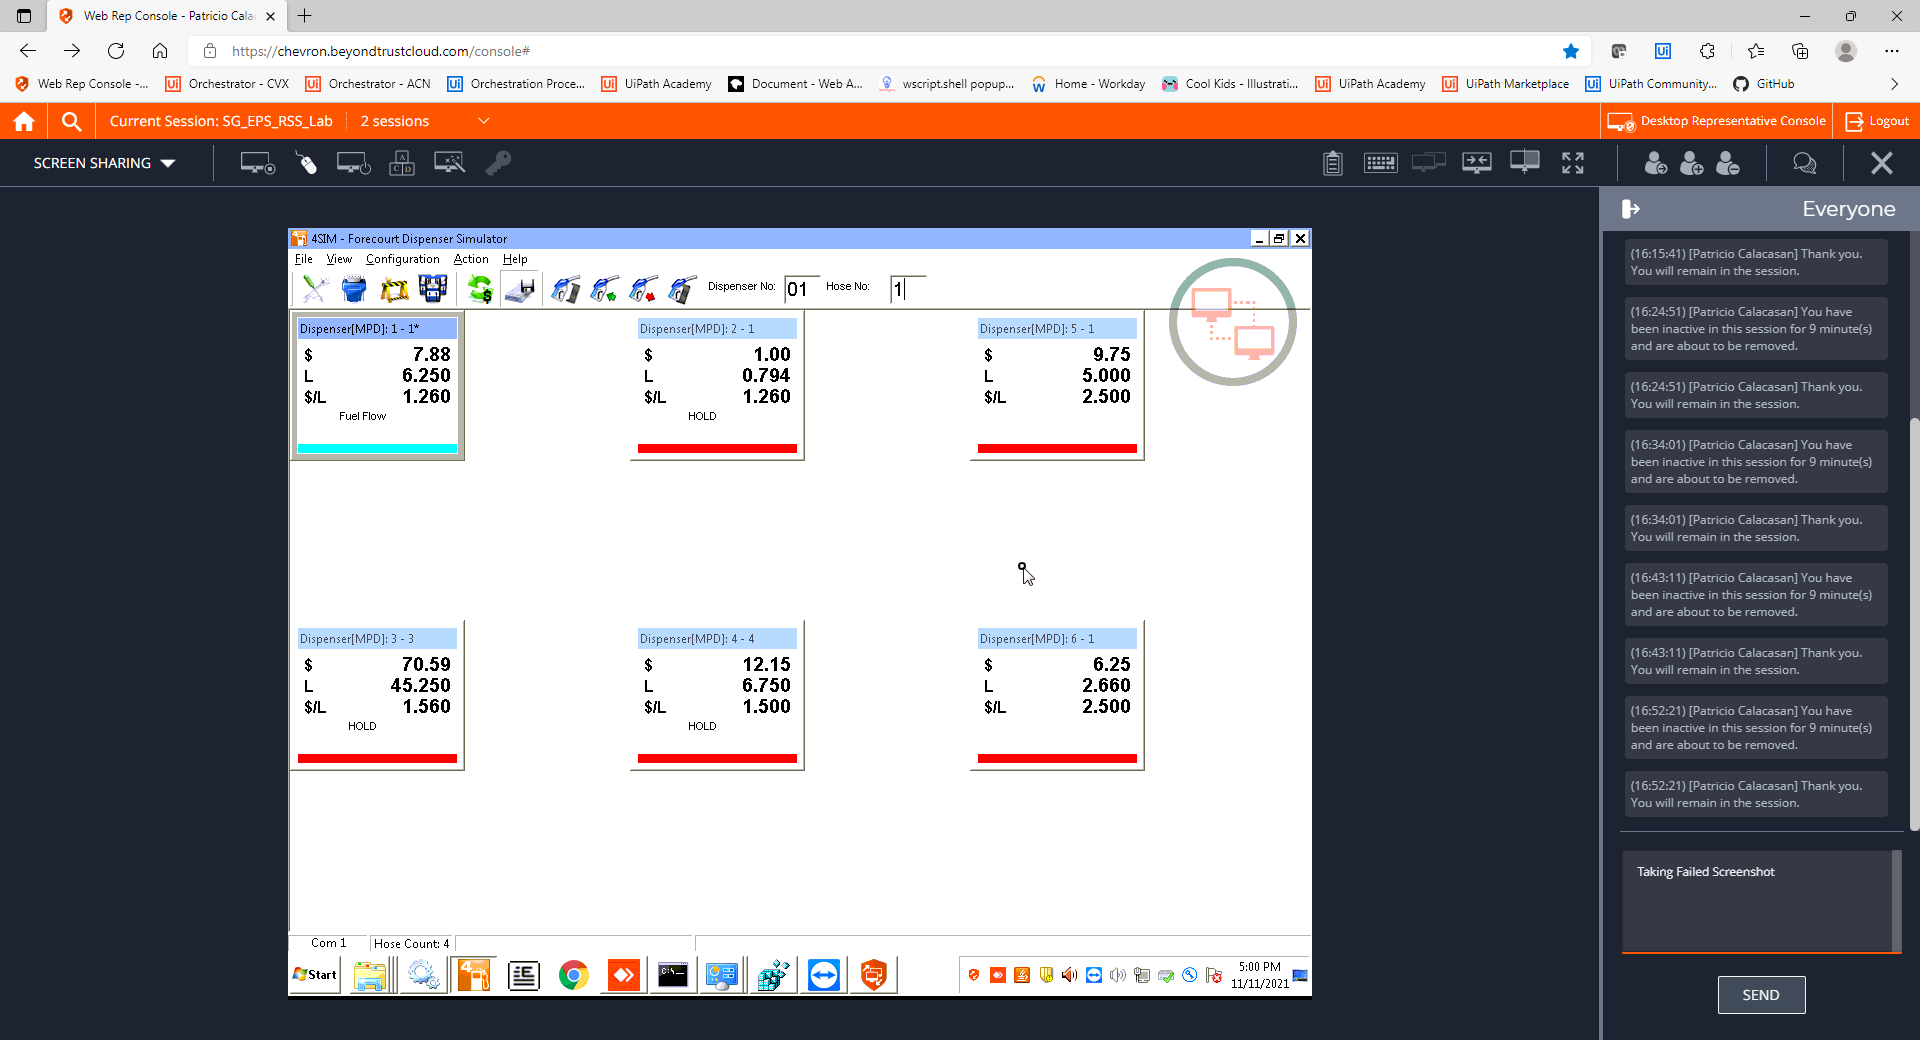 Web Rep Console - Patricio Cala
https://chevron.beyondtrustcloud.com/console#
Web Rep Console -...
Orchestrator - CVX
Orchestrator - ACN
Orchestration Proce...
UiPath Academy
Document - Web A...
wscript.shell popup...
Home - Workday
Cool Kids - Illustrati...
UiPath Academy
UiPath Marketplace
UiPath Community...
GitHub
Current Session: SG_EPS_RSS_Lab
2 sessions
Desktop Representative Console
Logout
SCREEN SHARING
Everyone
4SIM - Forecourt Dispenser Simulator
File View Configuration Action Help
Dispenser No: 01 Hose No: 1
Dispenser[MPD]: 1 - 1*
$ 7.88
L 6.250
$/L 1.260
Fuel Flow
Dispenser[MPD]: 2 - 1
$ 1.00
L 0.794
$/L 1.260
HOLD
Dispenser[MPD]: 5 - 1
$ 9.75
L 5.000
$/L 2.500
Dispenser[MPD]: 3 - 3
$ 70.59
L 45.250
$/L 1.560
HOLD
Dispenser[MPD]: 4 - 4
$ 12.15
L 6.750
$/L 1.500
HOLD
Dispenser[MPD]: 6 - 1
$ 6.25
L 2.660
$/L 2.500
Com 1
Hose Count: 4
Start
5:00 PM
11/11/2021
(16:15:41) [Patricio Calacasan] Thank you.
You will remain in the session.
(16:24:51) [Patricio Calacasan] You have
been inactive in this session for 9 minute(s)
and are about to be removed.
(16:24:51) [Patricio Calacasan] Thank you.
You will remain in the session.
(16:34:01) [Patricio Calacasan] You have
been inactive in this session for 9 minute(s)
and are about to be removed.
(16:34:01) [Patricio Calacasan] Thank you.
You will remain in the session.
(16:43:11) [Patricio Calacasan] You have
been inactive in this session for 9 minute(s)
and are about to be removed.
(16:43:11) [Patricio Calacasan] Thank you.
You will remain in the session.
(16:52:21) [Patricio Calacasan] You have
been inactive in this session for 9 minute(s)
and are about to be removed.
(16:52:21) [Patricio Calacasan] Thank you.
You will remain in the session.
Taking Failed Screenshot
SEND